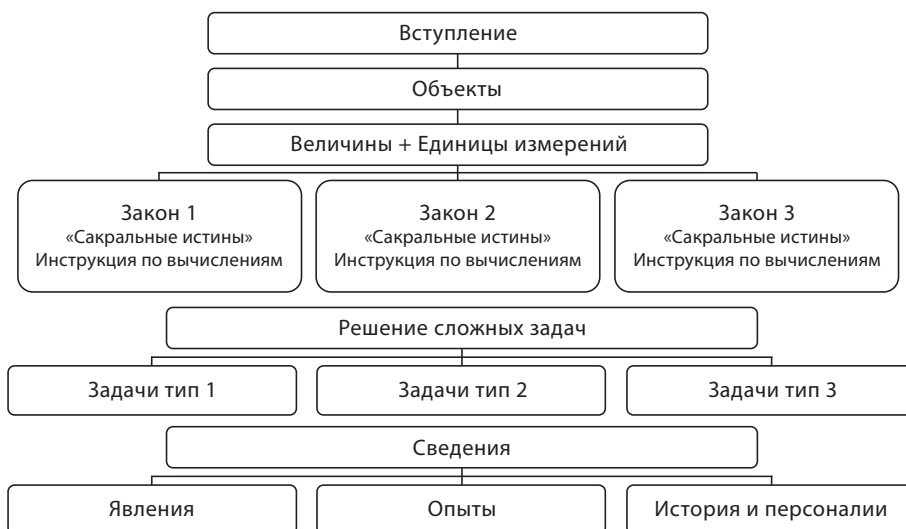 Вступление
Объекты
Величины + Единицы измерений
Закон 1
«Сакральные истины»
Инструкция по вычислениям
Закон 2
«Сакральные истины»
Инструкция по вычислениям
Закон 3
«Сакральные истины»
Инструкция по вычислениям
Решение сложных задач
Задачи тип 1
Задачи тип 2
Задачи тип 3
Сведения
Явления
Опыты
История и персоналии